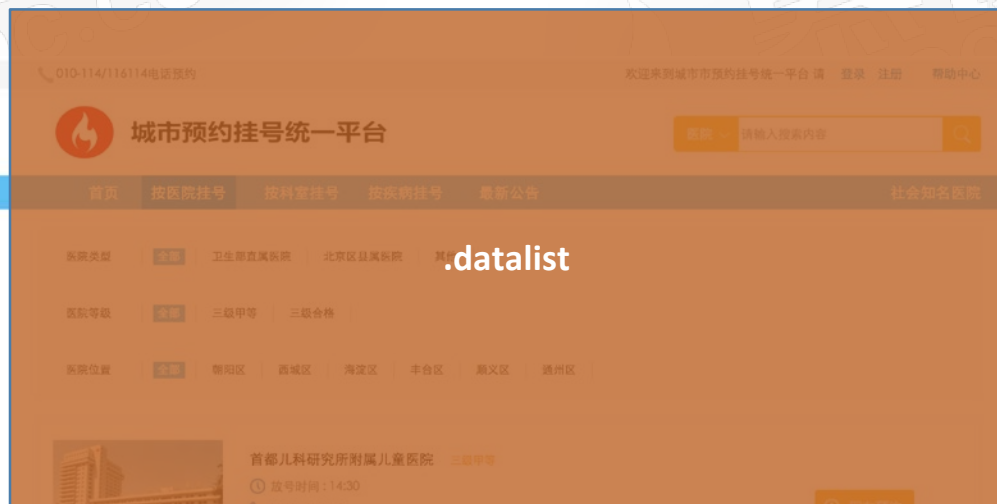 010-114/116114电话预约
欢迎来到城市市预约挂号统一平台 请 登录 注册 帮助中心
城市预约挂号统一平台
医院 请输入搜索内容
首页 按医院挂号 按科室挂号 按疾病挂号 最新公告 社会知名医院
.datalist
医院类型 全部 卫生部直属医院 北京区县属医院 其他
医院等级 全部 三级甲等 三级合格
医院位置 全部 朝阳区 西城区 海淀区 丰台区 顺义区 通州区
首都儿科研究所附属儿童医院 三级甲等
放号时间：14:30